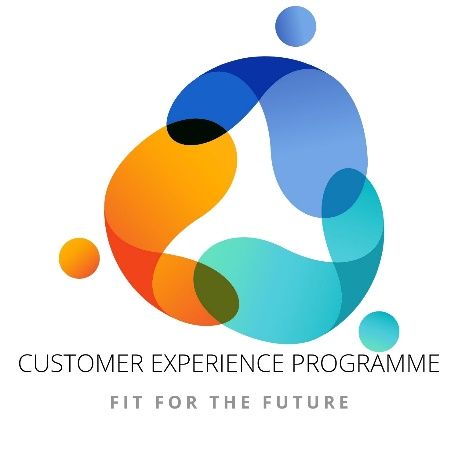 CUSTOMER EXPERIENCE PROGRAMME
FIT FOR THE FUTURE